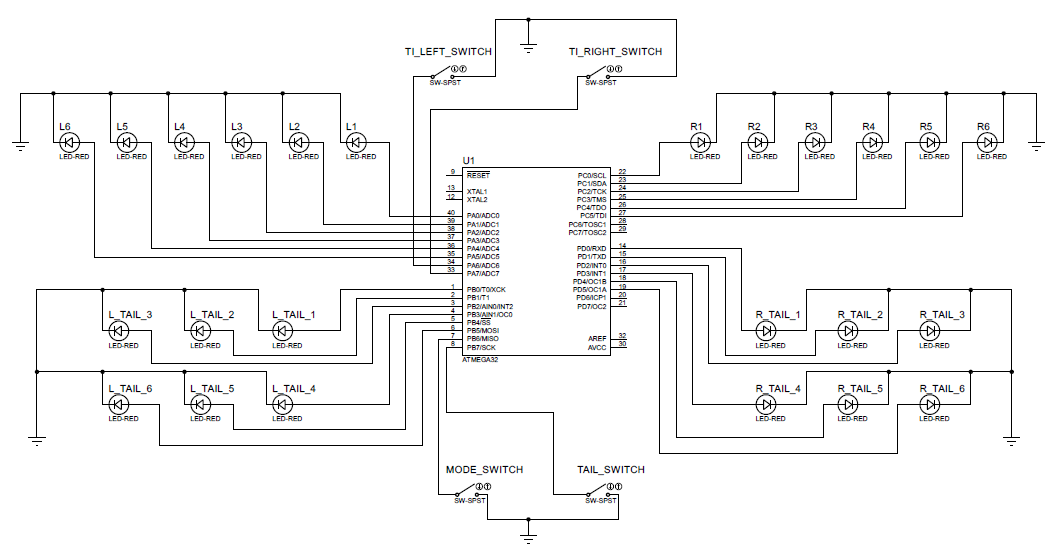 TI_LEFT_SWITCH
TI_RIGHT_SWITCH
SW-SPST
SW-SPST
L6
L5
L4
L3
L2
L1
R1
R2
R3
R4
R5
R6
LED-RED
LED-RED
LED-RED
LED-RED
LED-RED
LED-RED
LED-RED
LED-RED
LED-RED
LED-RED
LED-RED
LED-RED
U1
9 RESET
13 XTAL1
12 XTAL2
40 PA0/ADC0
39 PA1/ADC1
38 PA2/ADC2
37 PA3/ADC3
36 PA4/ADC4
35 PA5/ADC5
34 PA6/ADC6
33 PA7/ADC7
1 PB0/T0/XCK
2 PB1/T1
3 PB2/AIN0/INT2
4 PB3/AIN1/OC0
5 PB4/SS
6 PB5/MOSI
7 PB6/MISO
8 PB7/SCK
PC0/SCL 22
PC1/SDA 23
PC2/TCK 24
PC3/TMS 25
PC4/TDO 26
PC5/TDI 27
PC6/TOSC1 28
PC7/TOSC2 29
PD0/RXD 14
PD1/TXD 15
PD2/INT0 16
PD3/INT1 17
PD4/OC1B 18
PD5/OC1A 19
PD6/ICP1 20
PD7/OC2 21
AREF 32
AVCC 30
ATMEGA32
L_TAIL_3
L_TAIL_2
L_TAIL_1
LED-RED
LED-RED
LED-RED
R_TAIL_1
R_TAIL_2
R_TAIL_3
LED-RED
LED-RED
LED-RED
L_TAIL_6
L_TAIL_5
L_TAIL_4
LED-RED
LED-RED
LED-RED
R_TAIL_4
R_TAIL_5
R_TAIL_6
LED-RED
LED-RED
LED-RED
MODE_SWITCH
TAIL_SWITCH
SW-SPST
SW-SPST